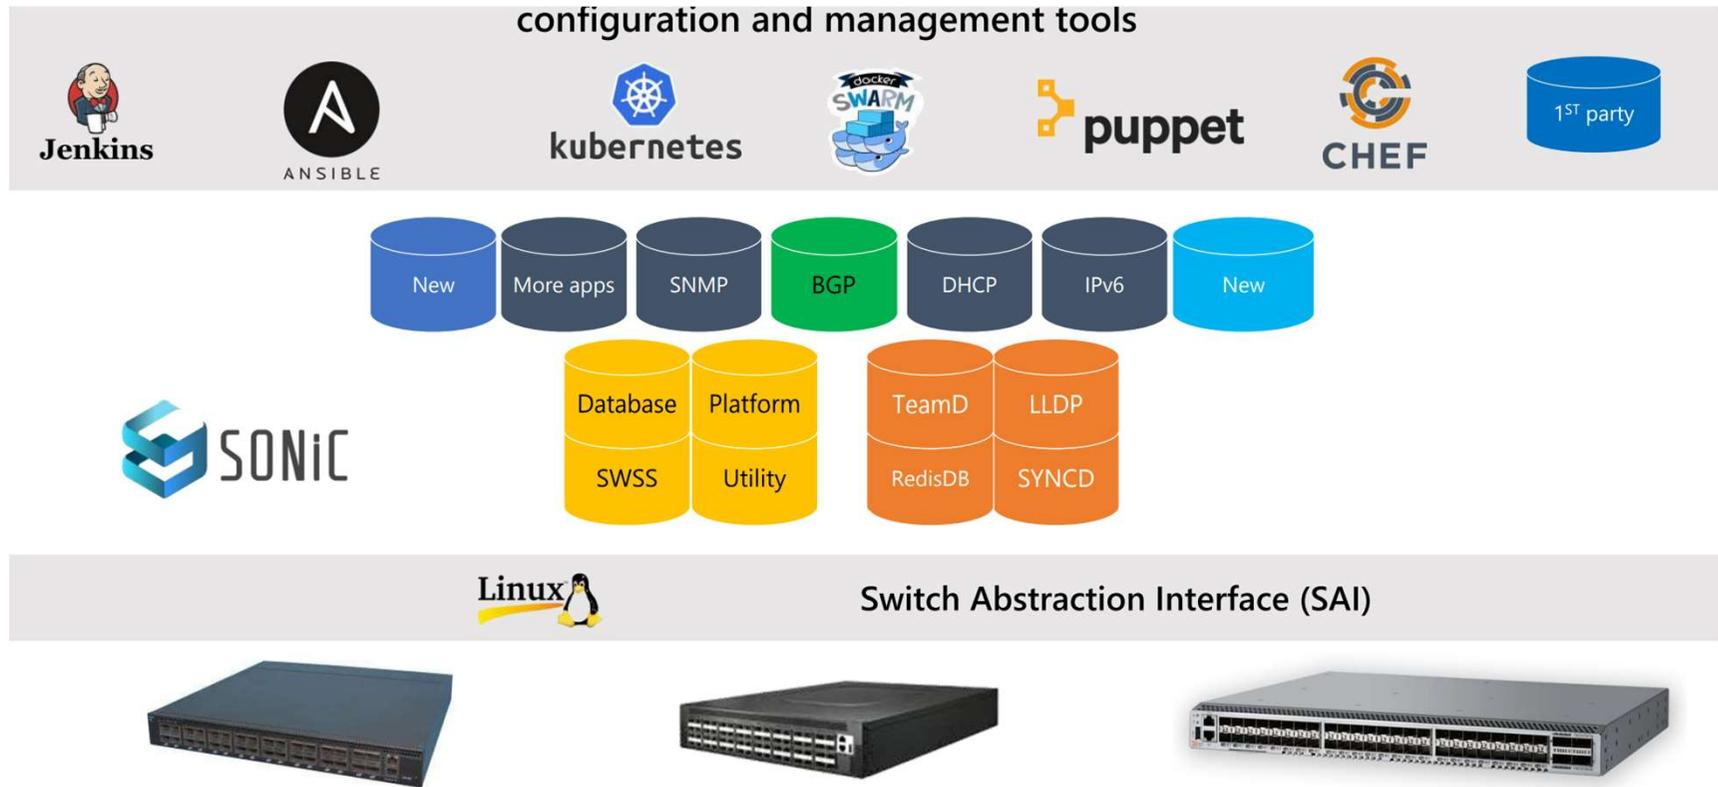 configuration and management tools
Jenkins
ANSIBLE
kubernetes
docker
SWARM
puppet
CHEF
1ST party
New
More apps
SNMP
BGP
DHCP
IPv6
New
Database
Platform
TeamD
LLDP
SWSS
Utility
RedisDB
SYNCD
SONiC
Linux
Switch Abstraction Interface (SAI)